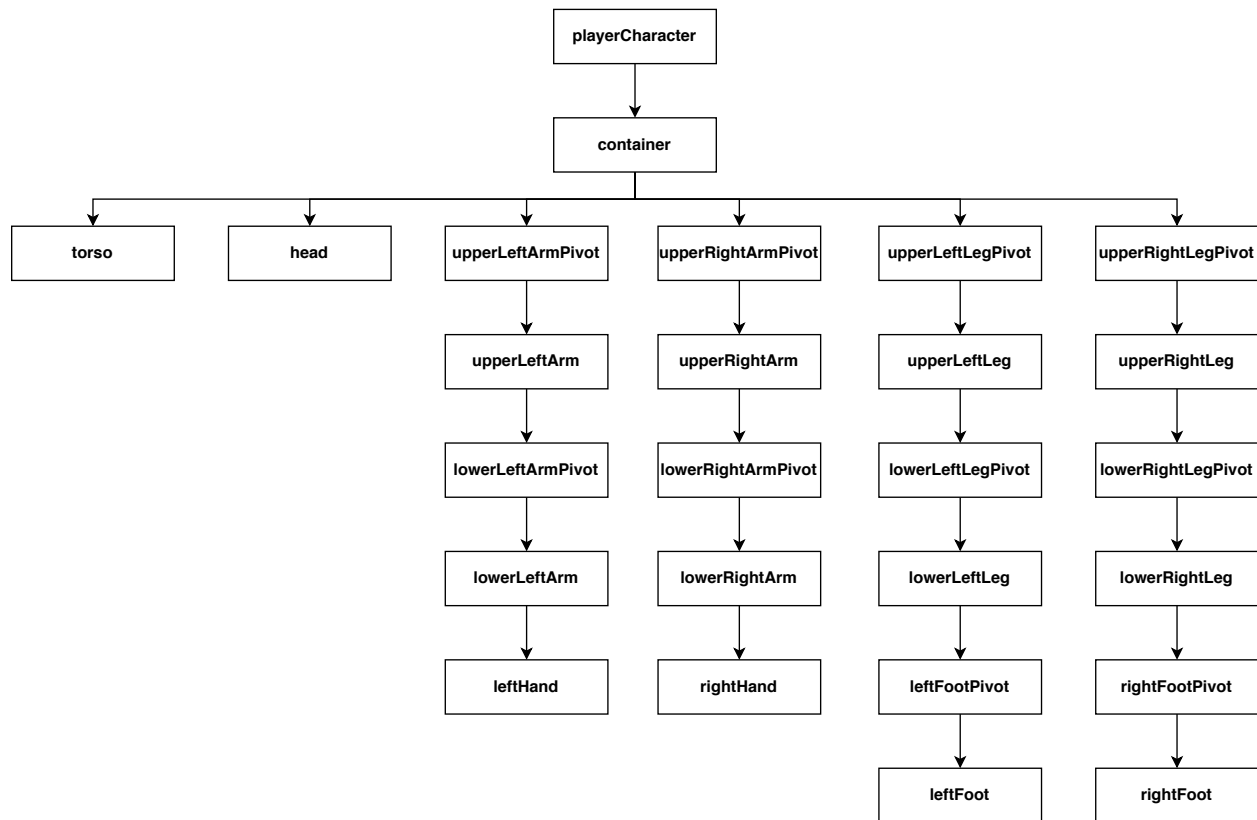 playerCharacter
container
torso
head
upperLeftArmPivot
upperRightArmPivot
upperLeftLegPivot
upperRightLegPivot
upperLeftArm
upperRightArm
upperLeftLeg
upperRightLeg
lowerLeftArmPivot
lowerRightArmPivot
lowerLeftLegPivot
lowerRightLegPivot
lowerLeftArm
lowerRightArm
lowerLeftLeg
lowerRightLeg
leftHand
rightHand
leftFootPivot
rightFootPivot
leftFoot
rightFoot